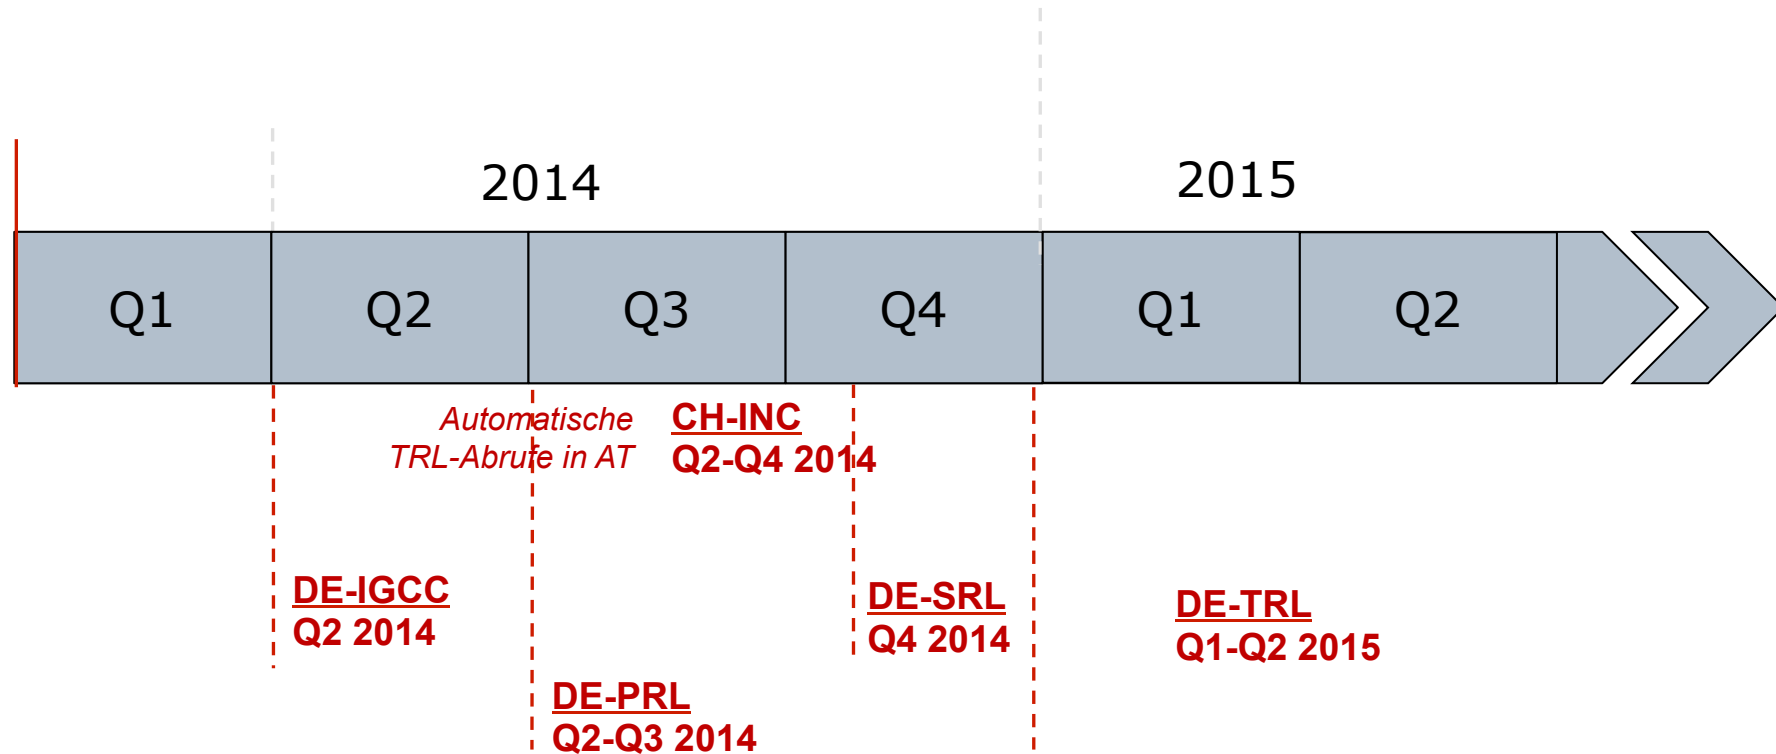 2014
2015
Q1
Q2
Q3
Q4
Q1
Q2
Automatische
TRL-Abrufe in AT
CH-INC
Q2-Q4 2014
DE-IGCC
Q2 2014
DE-SRL
Q4 2014
DE-TRL
Q1-Q2 2015
DE-PRL
Q2-Q3 2014